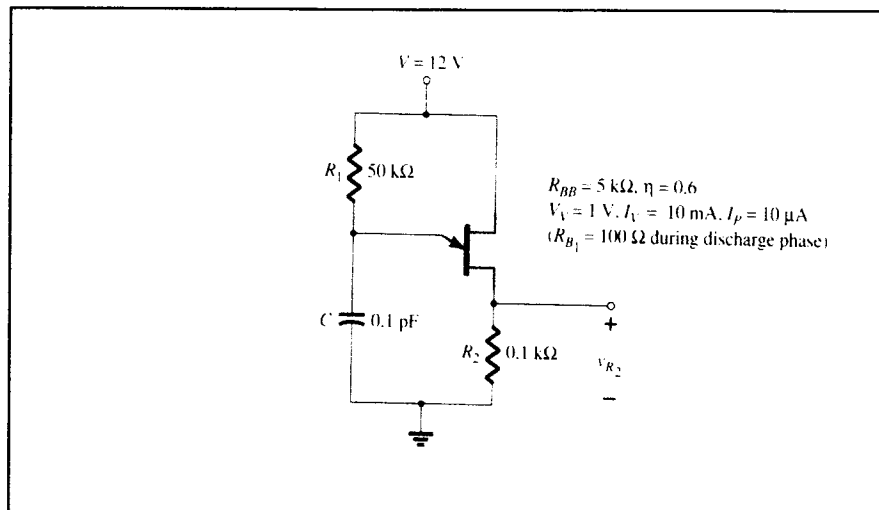 V = 12 V
R₁ 50 kΩ
R_BB = 5 kΩ, η = 0.6
V_V = 1 V, I_V = 10 mA, I_P = 10 μA
(R_B₁ = 100 Ω during discharge phase)
C 0.1 pF
R₂ 0.1 kΩ
+
v_R₂
–